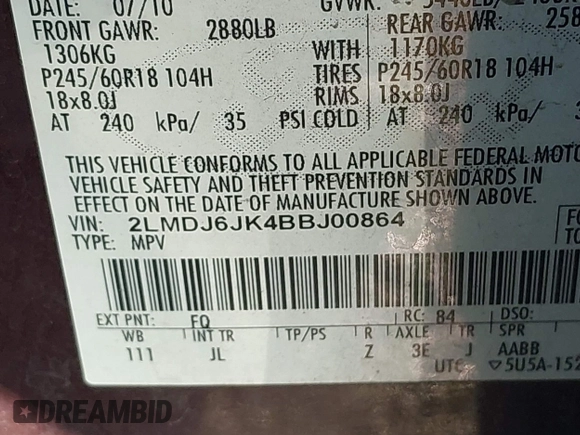 DATE: 07/10 GVWR:
FRONT GAWR: 2880LB REAR GAWR: 258
1306KG WITH 1170KG
P245/60R18 104H TIRES P245/60R18 104H
18x8.0J RIMS 18x8.0J
AT 240 kPa/ 35 PSI COLD AT 240 kPa/
THIS VEHICLE CONFORMS TO ALL APPLICABLE FEDERAL MOTO
VEHICLE SAFETY AND THEFT PREVENTION STANDARDS IN
EFFECT ON THE DATE OF MANUFACTURE SHOWN ABOVE.
VIN: 2LMDJ6JK4BBJ00864
TYPE: MPV
EXT PNT: FQ RC: 84 DSO:
WB INT TR TP/PS R AXLE TR SPR
111 JL Z 3E J AABB
UTC ▽5U5A-152
DREAMBID